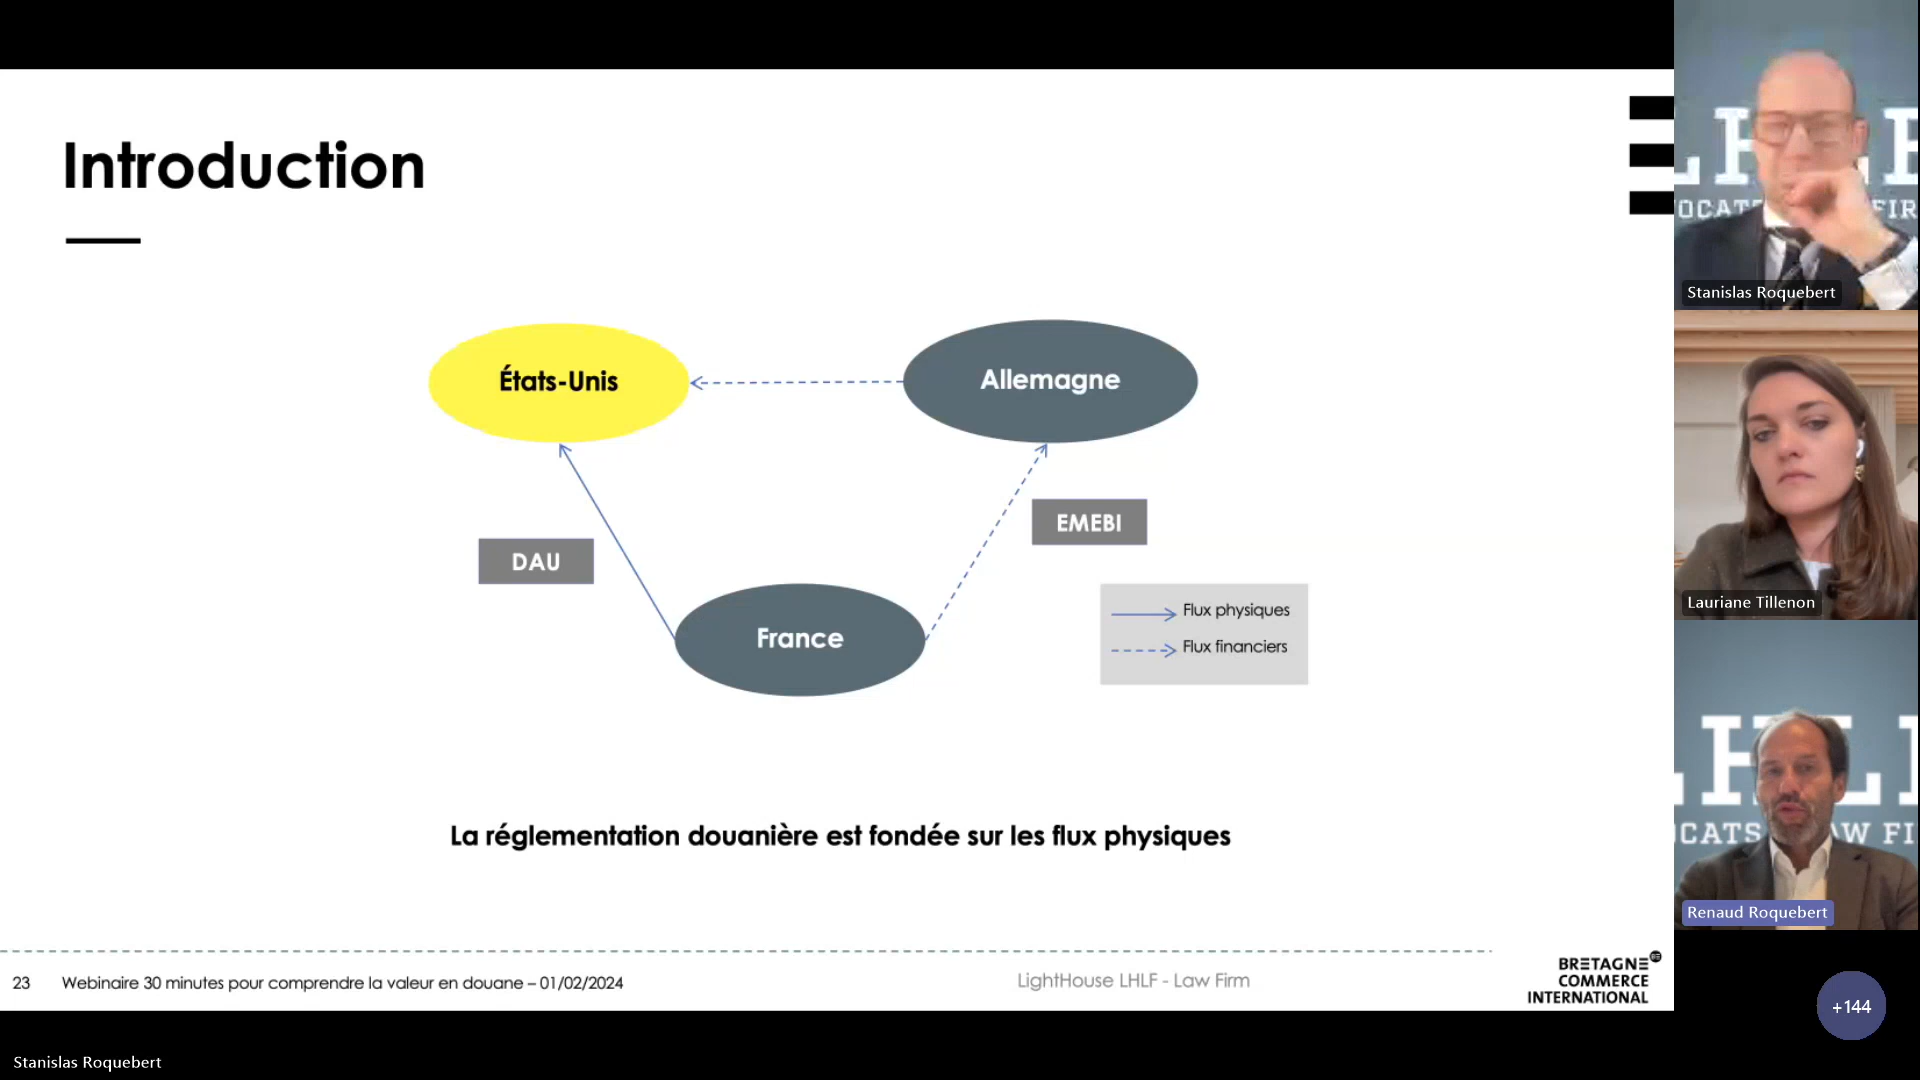 Introduction
États-Unis
Allemagne
EMEBI
DAU
France
Flux physiques
Flux financiers
La réglementation douanière est fondée sur les flux physiques
23
Webinaire 30 minutes pour comprendre la valeur en douane – 01/02/2024
LightHouse LHLF - Law Firm
BRETAGNE
COMMERCE
INTERNATIONAL
Stanislas Roquebert
Lauriane Tillenon
Renaud Roquebert
+144
Stanislas Roquebert